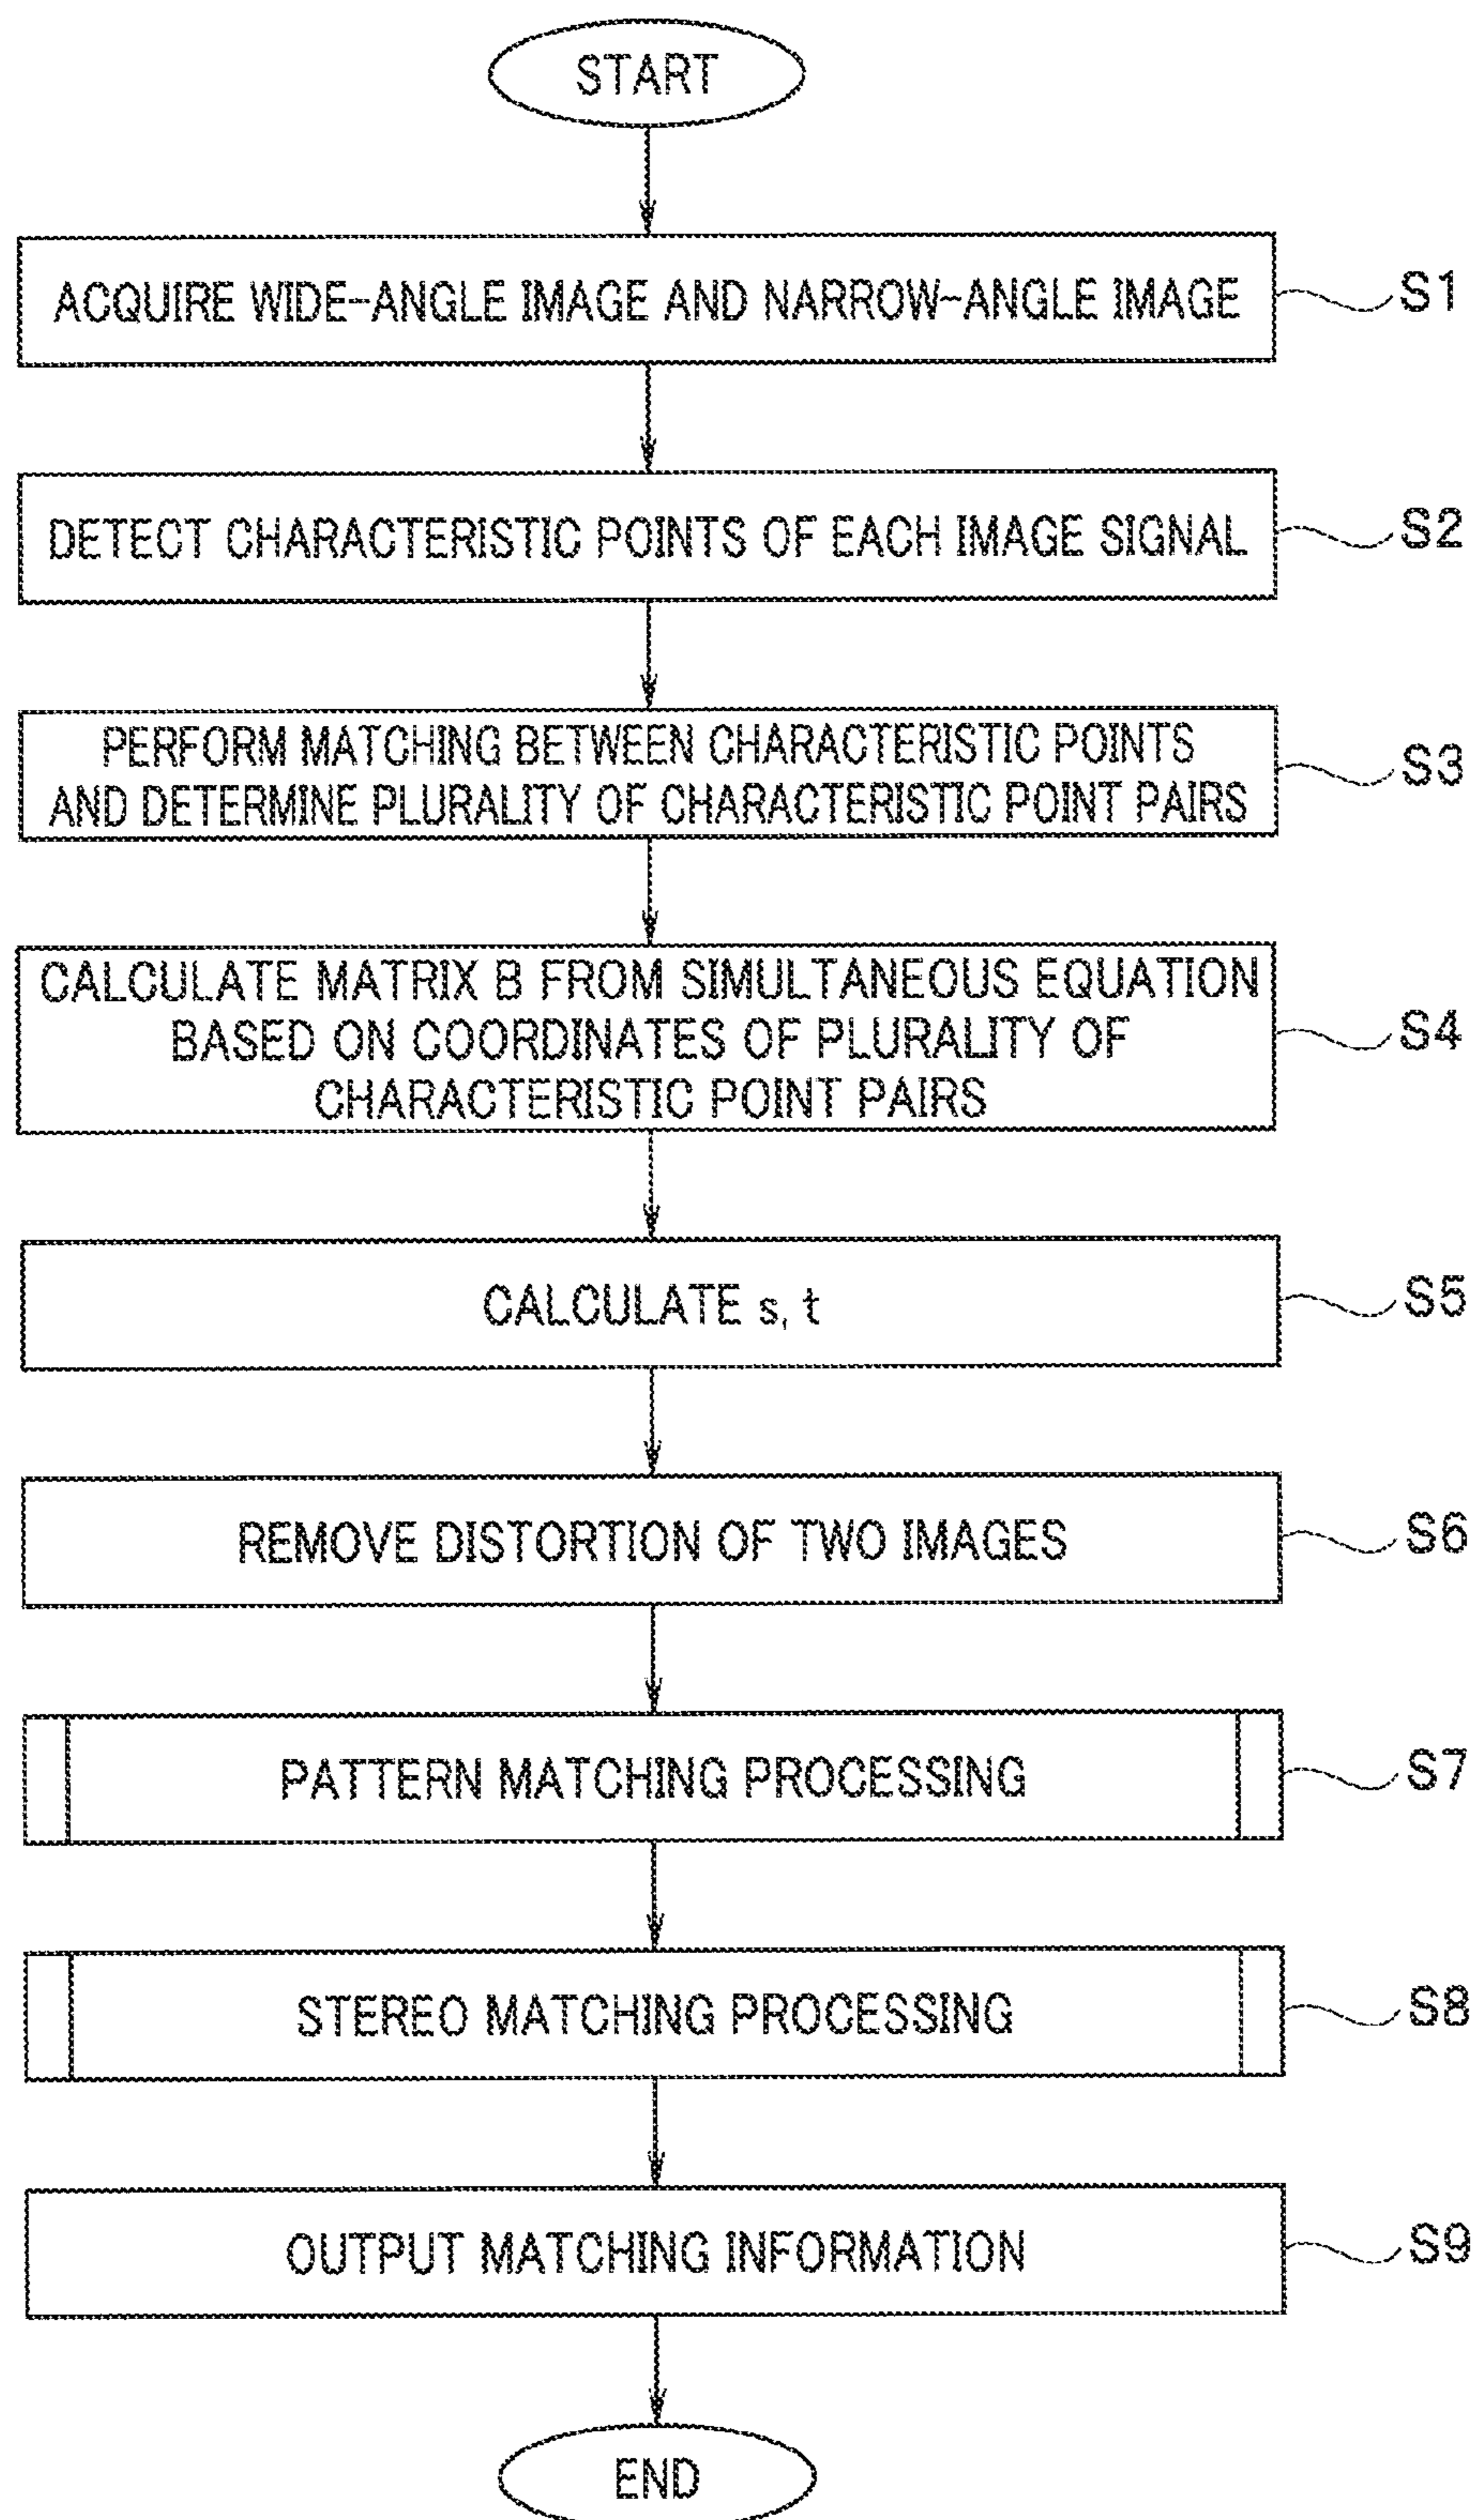 START
ACQUIRE WIDE-ANGLE IMAGE AND NARROW-ANGLE IMAGE
S1
DETECT CHARACTERISTIC POINTS OF EACH IMAGE SIGNAL
S2
PERFORM MATCHING BETWEEN CHARACTERISTIC POINTS
AND DETERMINE PLURALITY OF CHARACTERISTIC POINT PAIRS
S3
CALCULATE MATRIX B FROM SIMULTANEOUS EQUATION
BASED ON COORDINATES OF PLURALITY OF
CHARACTERISTIC POINT PAIRS
S4
CALCULATE s, t
S5
REMOVE DISTORTION OF TWO IMAGES
S6
PATTERN MATCHING PROCESSING
S7
STEREO MATCHING PROCESSING
S8
OUTPUT MATCHING INFORMATION
S9
END